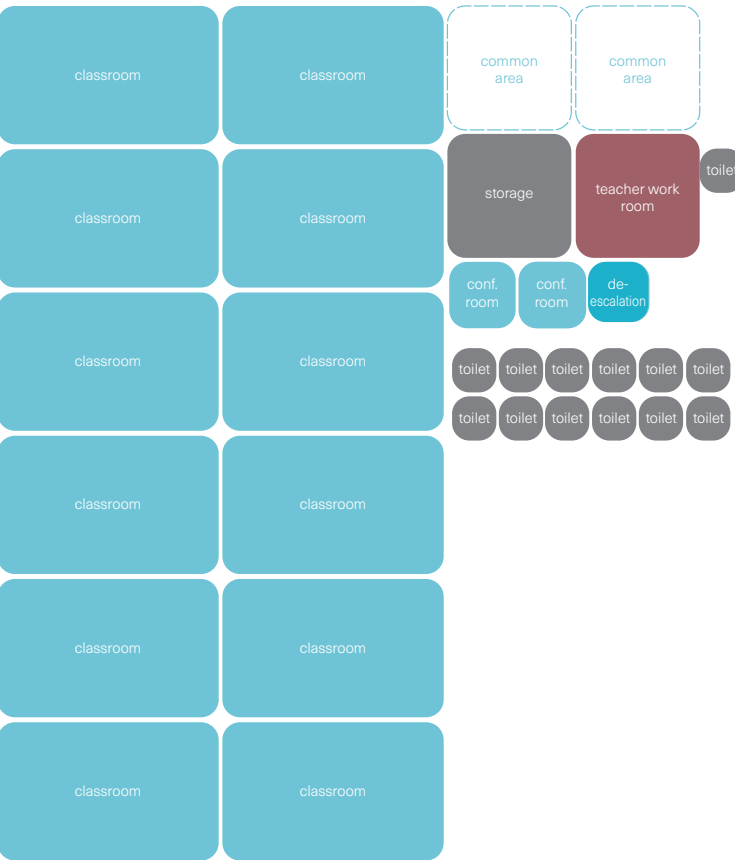 classroom
classroom
common
area
common
area
storage
teacher work
room
toilet
classroom
classroom
conf.
room
conf.
room
de-
escalation
classroom
classroom
toilet
toilet
toilet
toilet
toilet
toilet
toilet
toilet
toilet
toilet
toilet
toilet
classroom
classroom
classroom
classroom
classroom
classroom